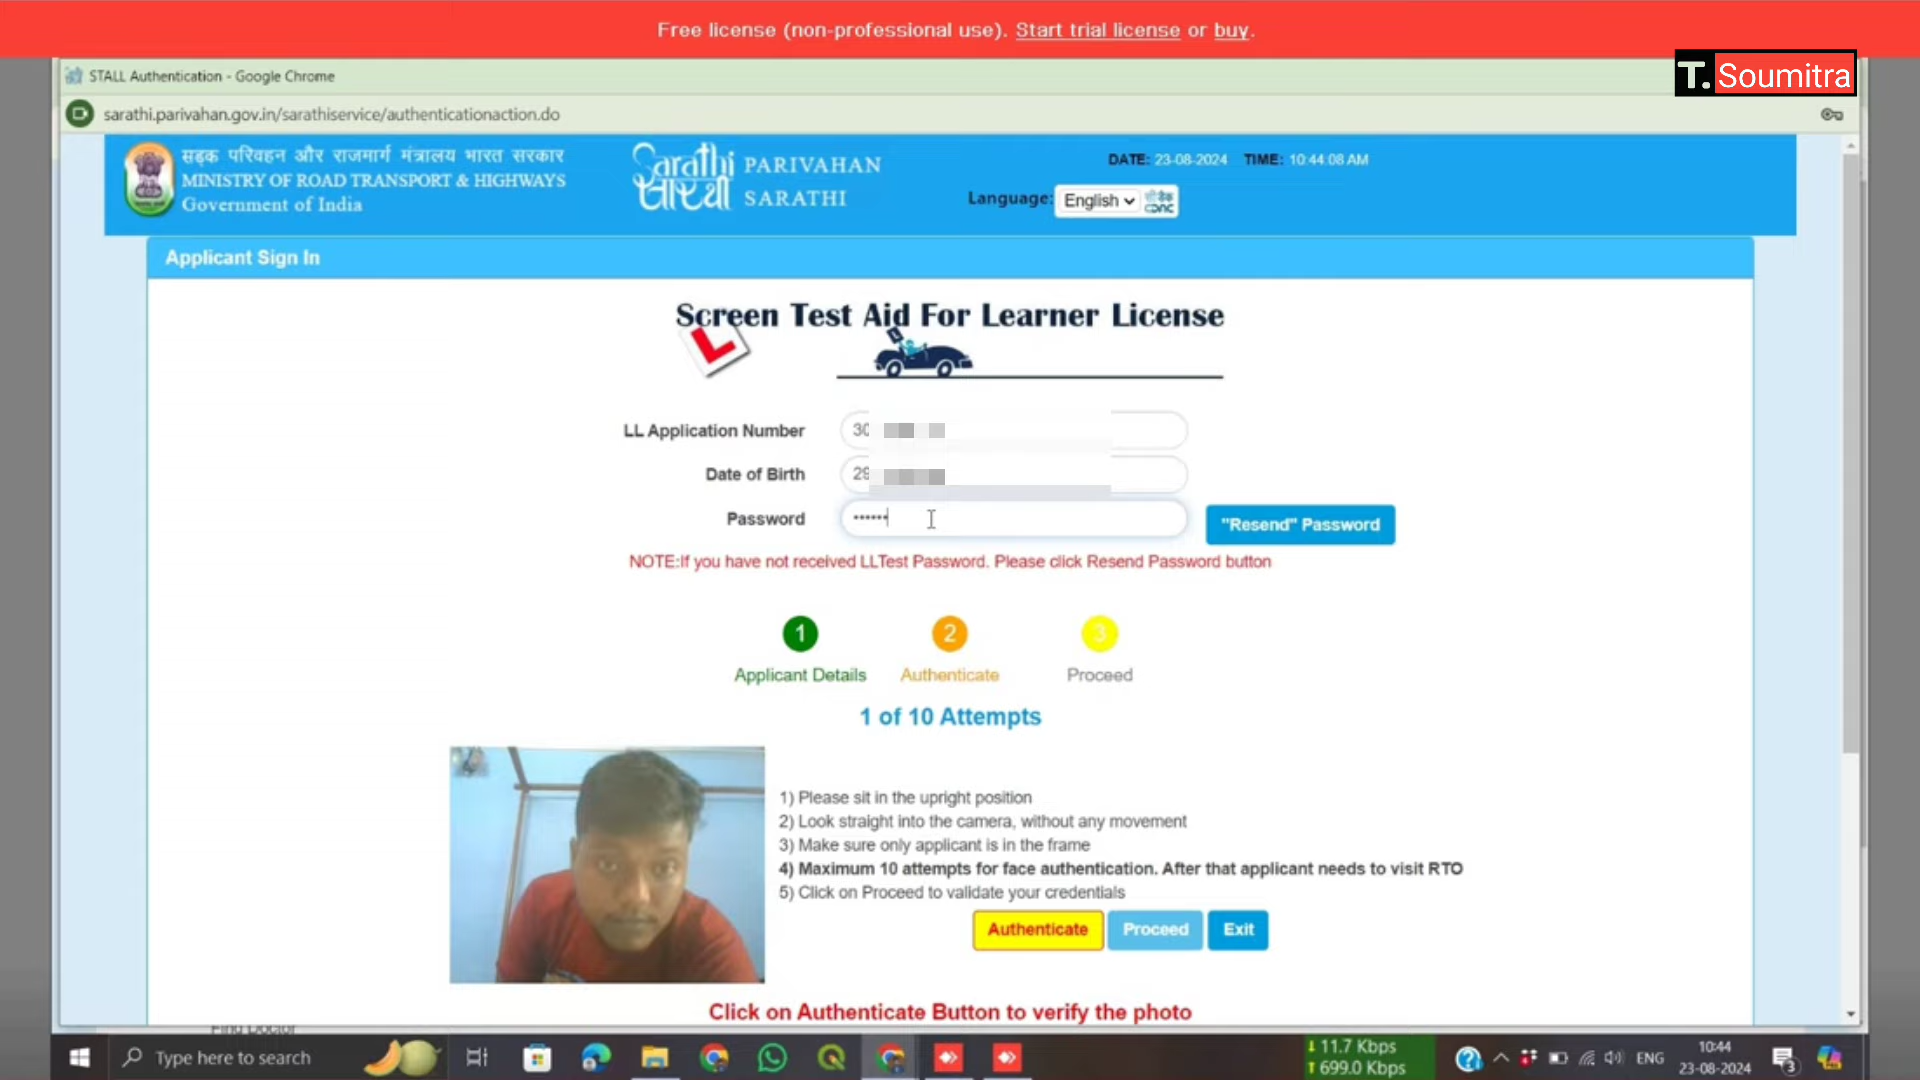 Free license (non-professional use). Start trial license or buy.
T. Soumitra
STALL Authentication - Google Chrome
sarathi.parivahan.gov.in/sarathiservice/authenticationaction.do
सड़क परिवहन और राजमार्ग मंत्रालय भारत सरकार
MINISTRY OF ROAD TRANSPORT & HIGHWAYS
Government of India
Sarathi
सारथी
PARIVAHAN
SARATHI
DATE: 23-08-2024 TIME: 10:44:08 AM
Language: English
Applicant Sign In
Screen Test Aid For Learner License
L
LL Application Number 30
Date of Birth 29
Password ••••••
"Resend" Password
NOTE:If you have not received LLTest Password. Please click Resend Password button
1 2 3
Applicant Details Authenticate Proceed
1 of 10 Attempts
1) Please sit in the upright position
2) Look straight into the camera, without any movement
3) Make sure only applicant is in the frame
4) Maximum 10 attempts for face authentication. After that applicant needs to visit RTO
5) Click on Proceed to validate your credentials
Authenticate Proceed Exit
Click on Authenticate Button to verify the photo
Find Doctor
Type here to search
11.7 Kbps
699.0 Kbps
ENG
10:44
23-08-2024
3